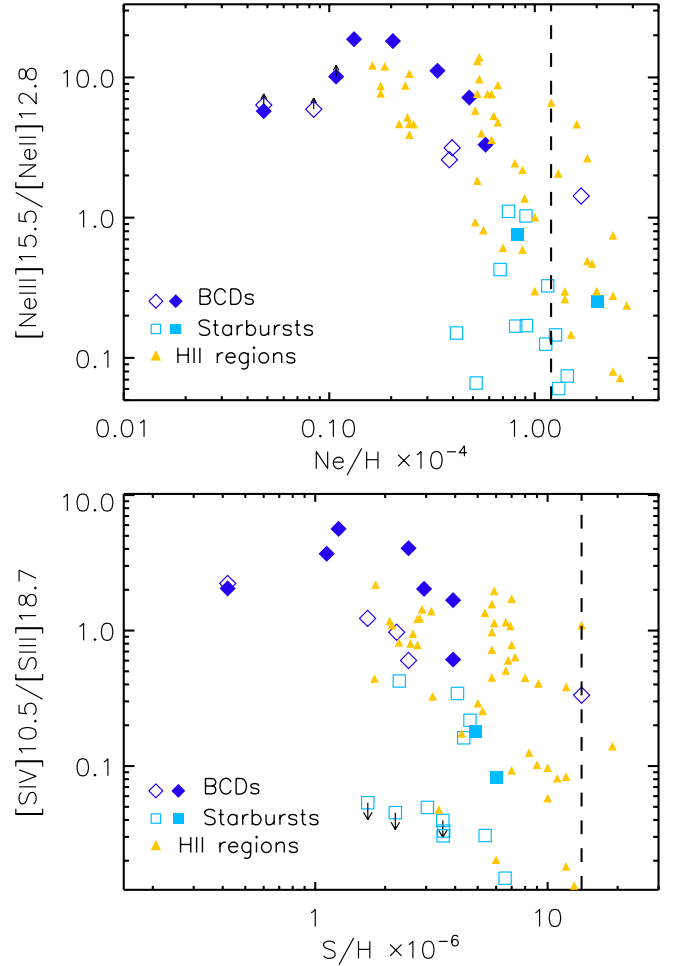 [NeIII]15.5/[NeII]12.8
10.0
1.0
0.1
BCDs
Starbursts
HII regions
0.01
0.10
1.00
Ne/H ×10⁻⁴
[SIV]10.5/[SIII]18.7
10.0
1.0
0.1
BCDs
Starbursts
HII regions
1
10
S/H ×10⁻⁶